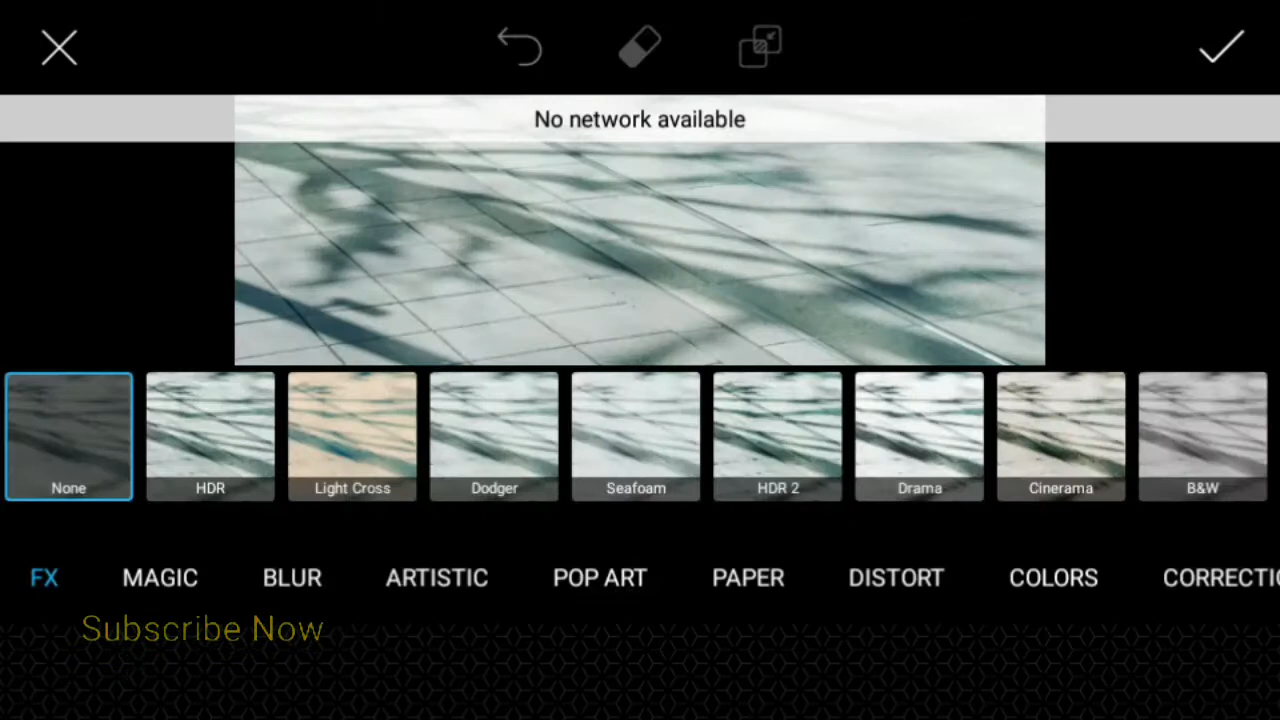 No network available
None
HDR
Light Cross
Dodger
Seafoam
HDR 2
Drama
Cinerama
B&W
FX
MAGIC
BLUR
ARTISTIC
POP ART
PAPER
DISTORT
COLORS
CORRECTIO
Subscribe Now